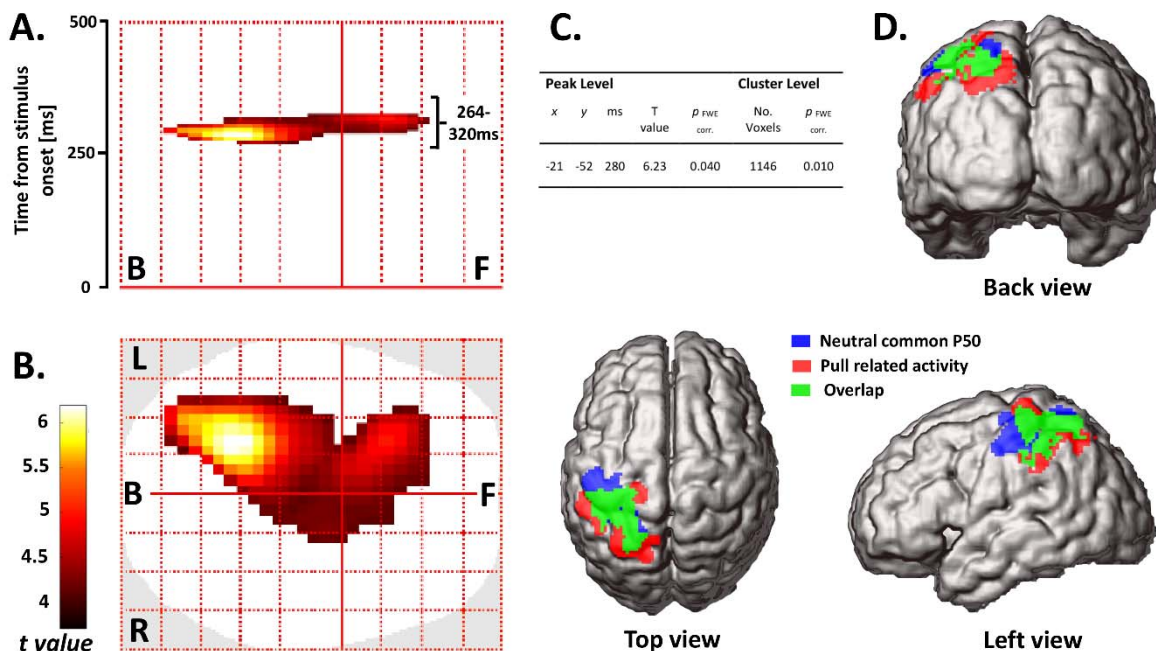 A.
500
250
0
Time from stimulus
onset [ms]
264-
320ms
B
F
B.
L
R
B
F
6
5.5
5
4.5
4
t value
C.
Peak Level Cluster Level
x y ms T value p FWE corr. No. Voxels p FWE corr.
-21 -52 280 6.23 0.040 1146 0.010
D.
Back view
Neutral common P50
Pull related activity
Overlap
Top view
Left view